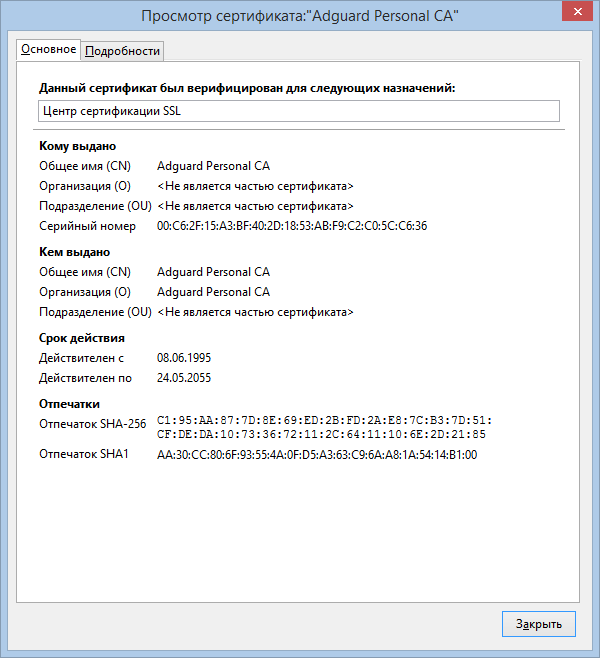 Просмотр сертификата:"Adguard Personal CA"
Основное Подробности
Данный сертификат был верифицирован для следующих назначений:
Центр сертификации SSL
Кому выдано
Общее имя (CN) Adguard Personal CA
Организация (O) <Не является частью сертификата>
Подразделение (OU) <Не является частью сертификата>
Серийный номер 00:C6:2F:15:A3:BF:40:2D:18:53:AB:F9:C2:C0:5C:C6:36
Кем выдано
Общее имя (CN) Adguard Personal CA
Организация (O) Adguard Personal CA
Подразделение (OU) <Не является частью сертификата>
Срок действия
Действителен с 08.06.1995
Действителен по 24.05.2055
Отпечатки
Отпечаток SHA-256 C1:95:AA:87:7D:8E:69:ED:2B:FD:2A:E8:7C:B3:7D:51:
CF:DE:DA:10:73:36:72:11:2C:64:11:10:6E:2D:21:85
Отпечаток SHA1 AA:30:CC:80:6F:93:55:4A:0F:D5:A3:63:C9:6A:A8:1A:54:14:B1:00
Закрыть